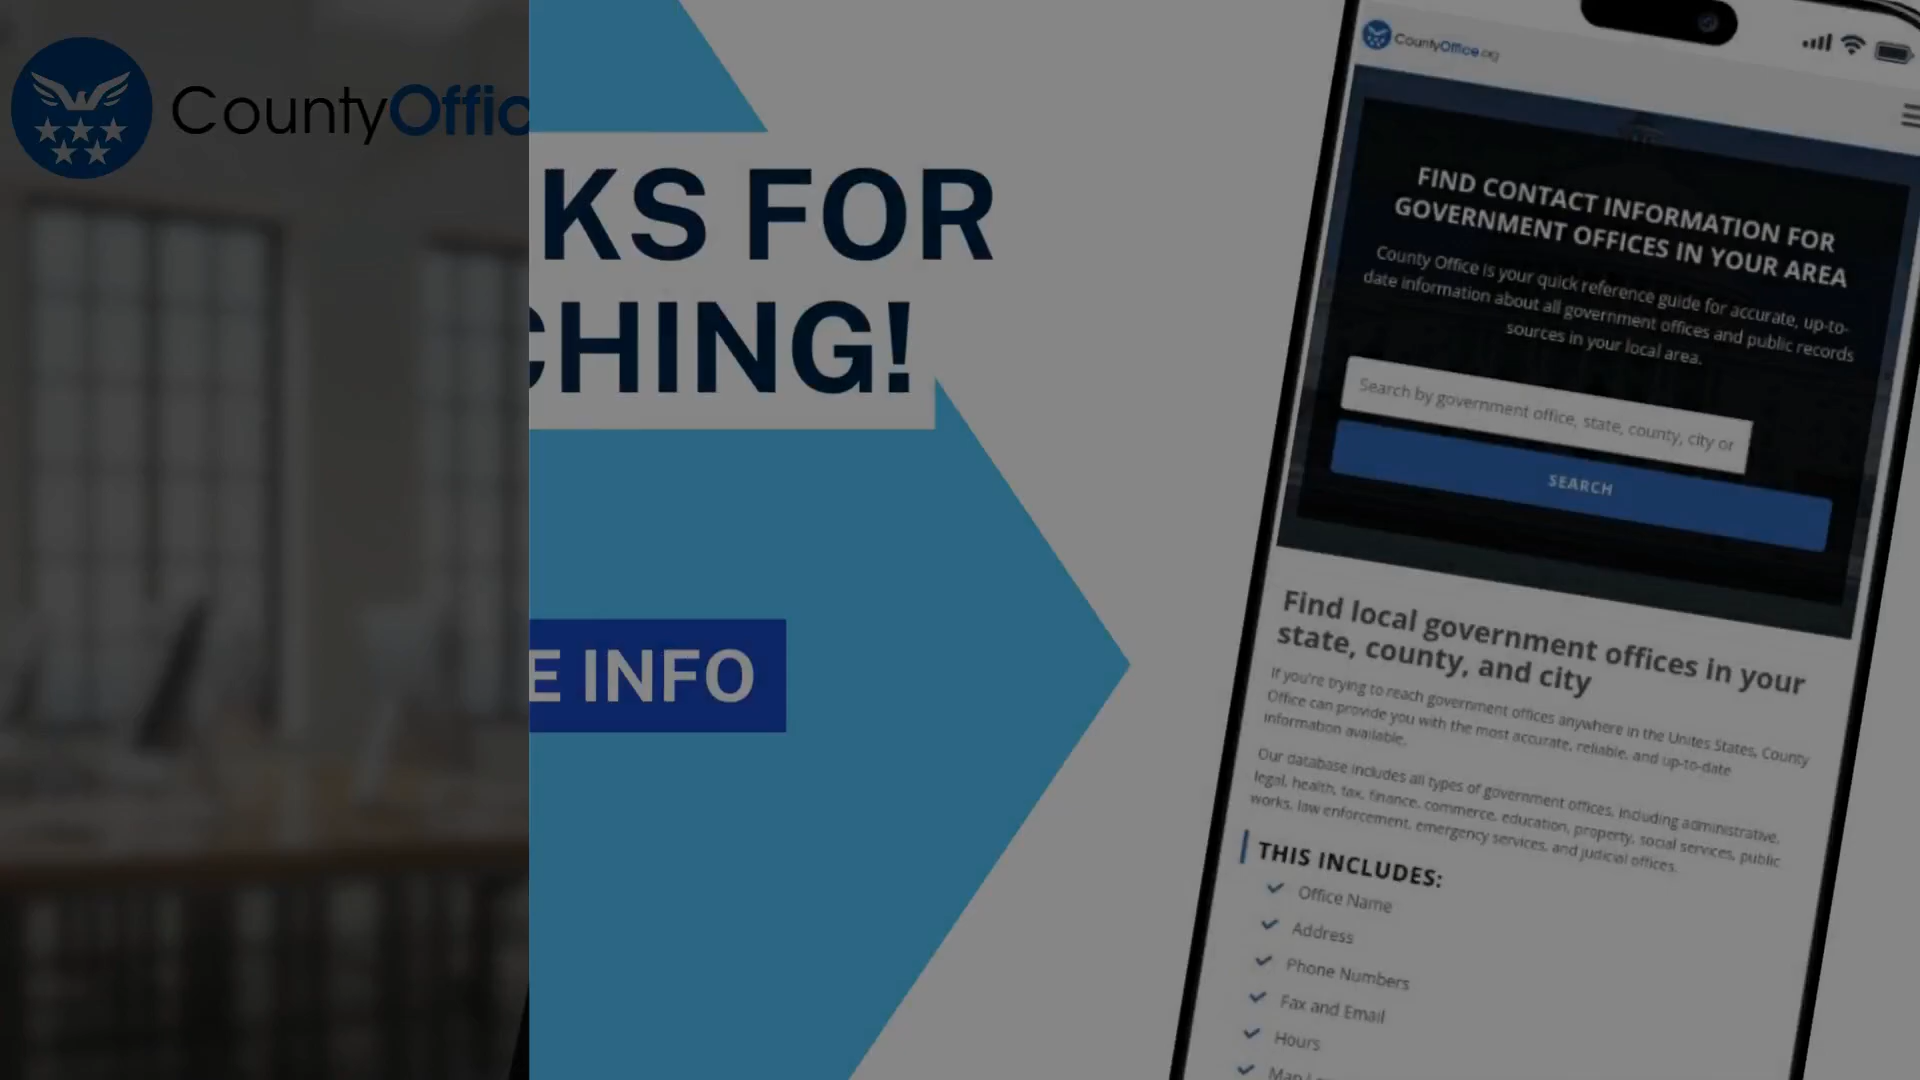 CountyOffic
KS FOR
CHING!
E INFO
CountyOffice.org
FIND CONTACT INFORMATION FOR
GOVERNMENT OFFICES IN YOUR AREA
County Office is your quick reference guide for accurate, up-to-
date information about all government offices and public records
sources in your local area.
Search by government office, state, county, city or
SEARCH
Find local government offices in your
state, county, and city
If you're trying to reach government offices anywhere in the Unites States, County
Office can provide you with the most accurate, reliable, and up-to-date
information available.
Our database includes all types of government offices, including administrative,
legal, health, tax, finance, commerce, education, property, social services, public
works, law enforcement, emergency services, and judicial offices.
THIS INCLUDES:
Office Name
Address
Phone Numbers
Fax and Email
Hours
Map